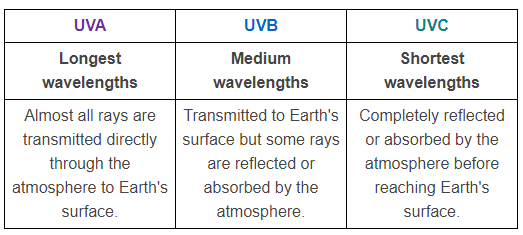 UVA
UVB
UVC
Longest
wavelengths
Medium
wavelengths
Shortest
wavelengths
Almost all rays are
transmitted directly
through the
atmosphere to Earth's
surface.
Transmitted to Earth's
surface but some rays
are reflected or
absorbed by the
atmosphere.
Completely reflected
or absorbed by the
atmosphere before
reaching Earth's
surface.